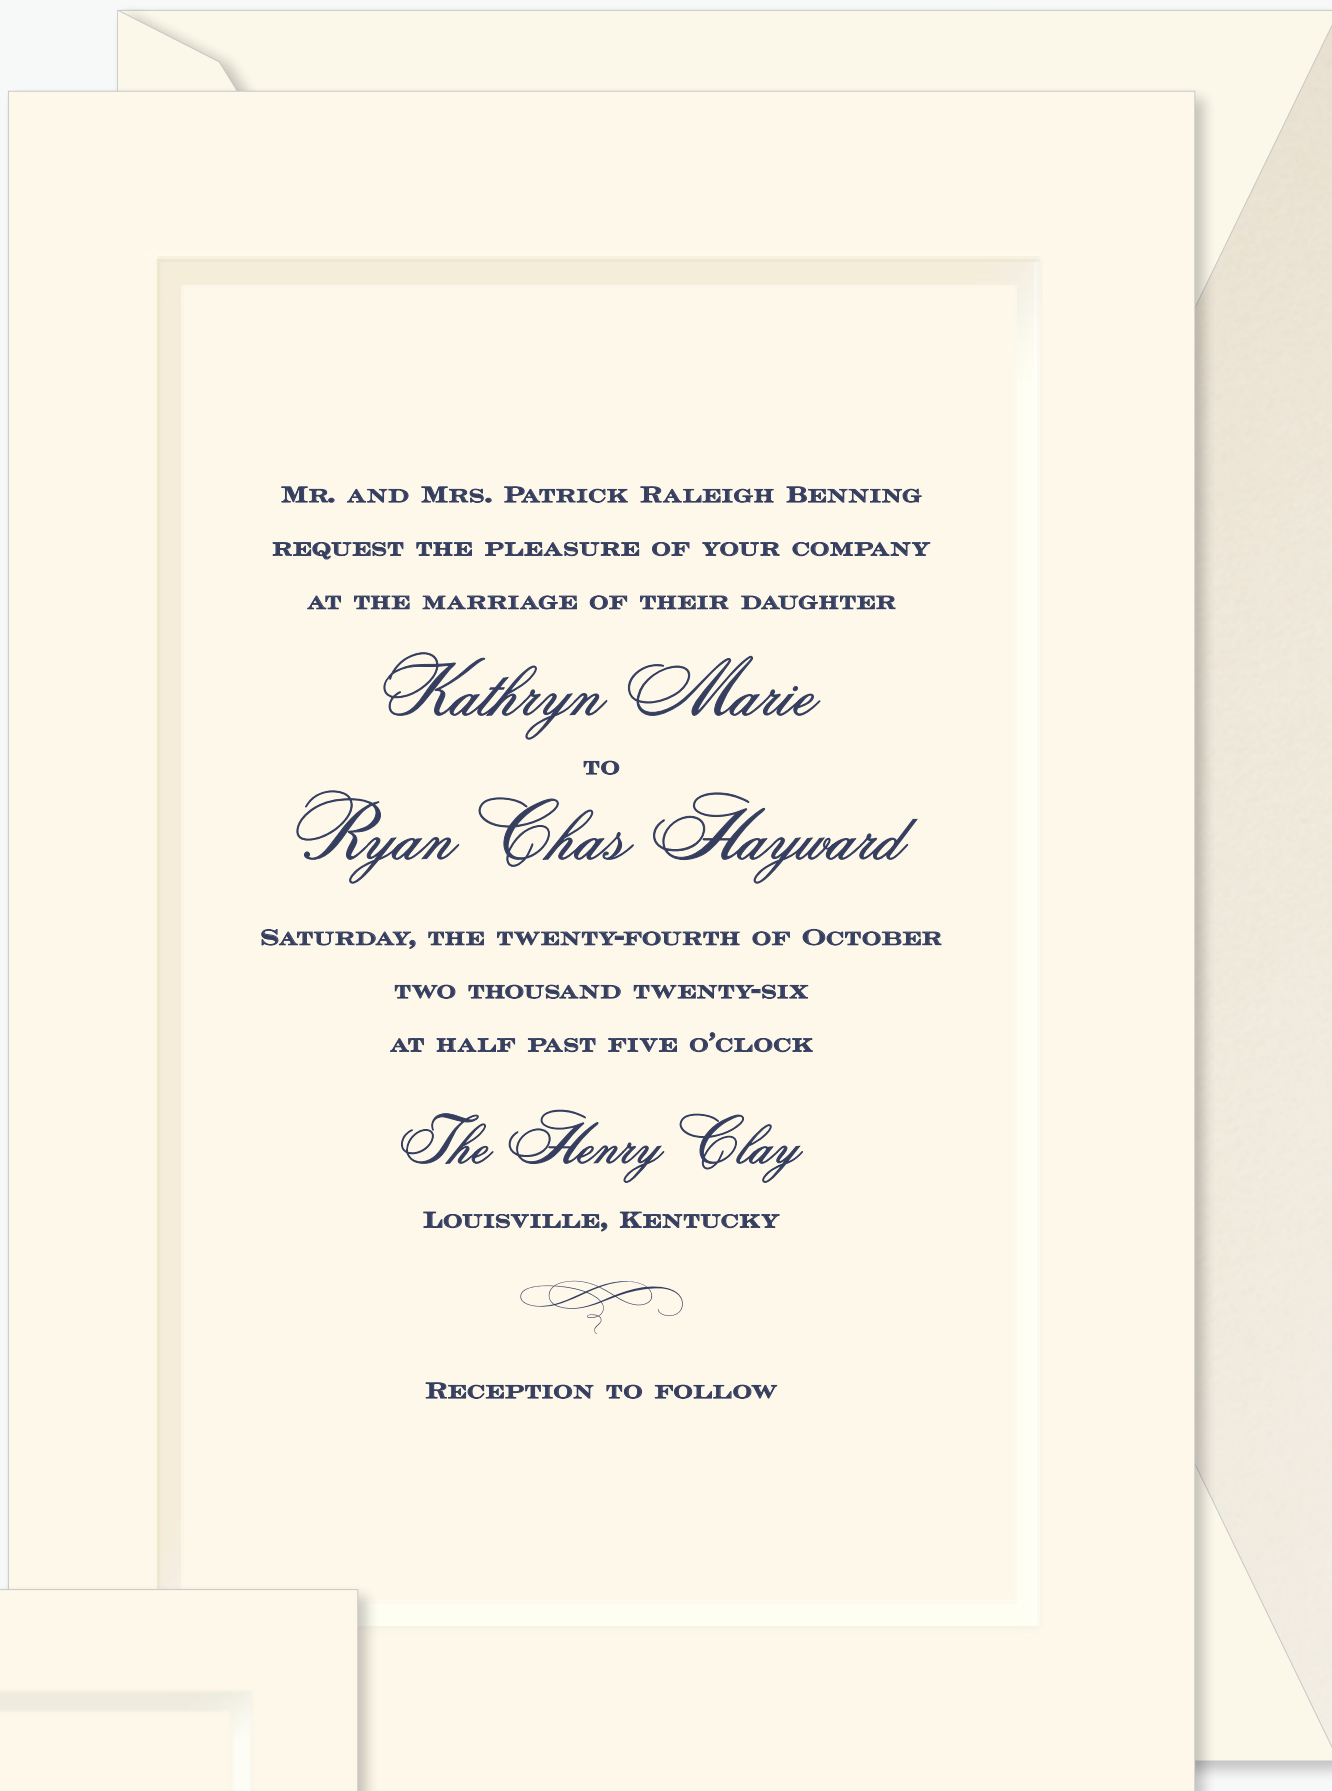 Mr. and Mrs. Patrick Raleigh Benning
request the pleasure of your company
at the marriage of their daughter
Kathryn Marie
to
Ryan Chas Hayward
Saturday, the twenty-fourth of October
two thousand twenty-six
at half past five o’clock
The Henry Clay
Louisville, Kentucky
Reception to follow